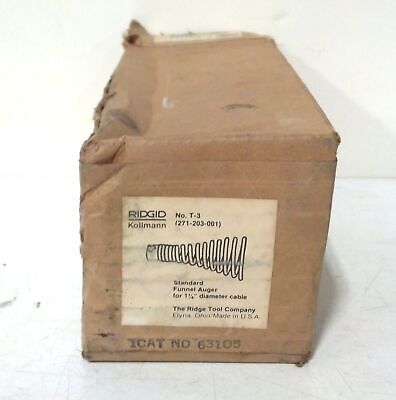 RIDGID
Kollmann
No. T-3
(271-203-001)
Standard
Funnel Auger
for 1¼" diameter cable
The Ridge Tool Company
Elyria, Ohio Made in U.S.A.
1CAT NO 63105